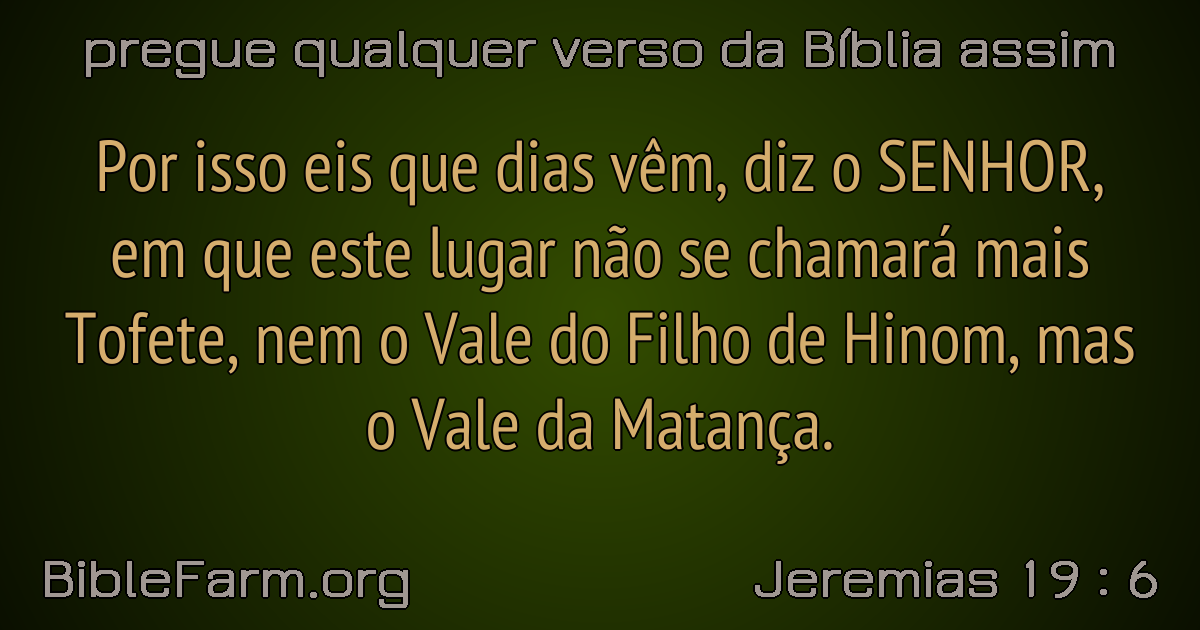 pregue qualquer verso da Bíblia assim
Por isso eis que dias vêm, diz o SENHOR,
em que este lugar não se chamará mais
Tofete, nem o Vale do Filho de Hinom, mas
o Vale da Matança.
BibleFarm.org
Jeremias 19 : 6